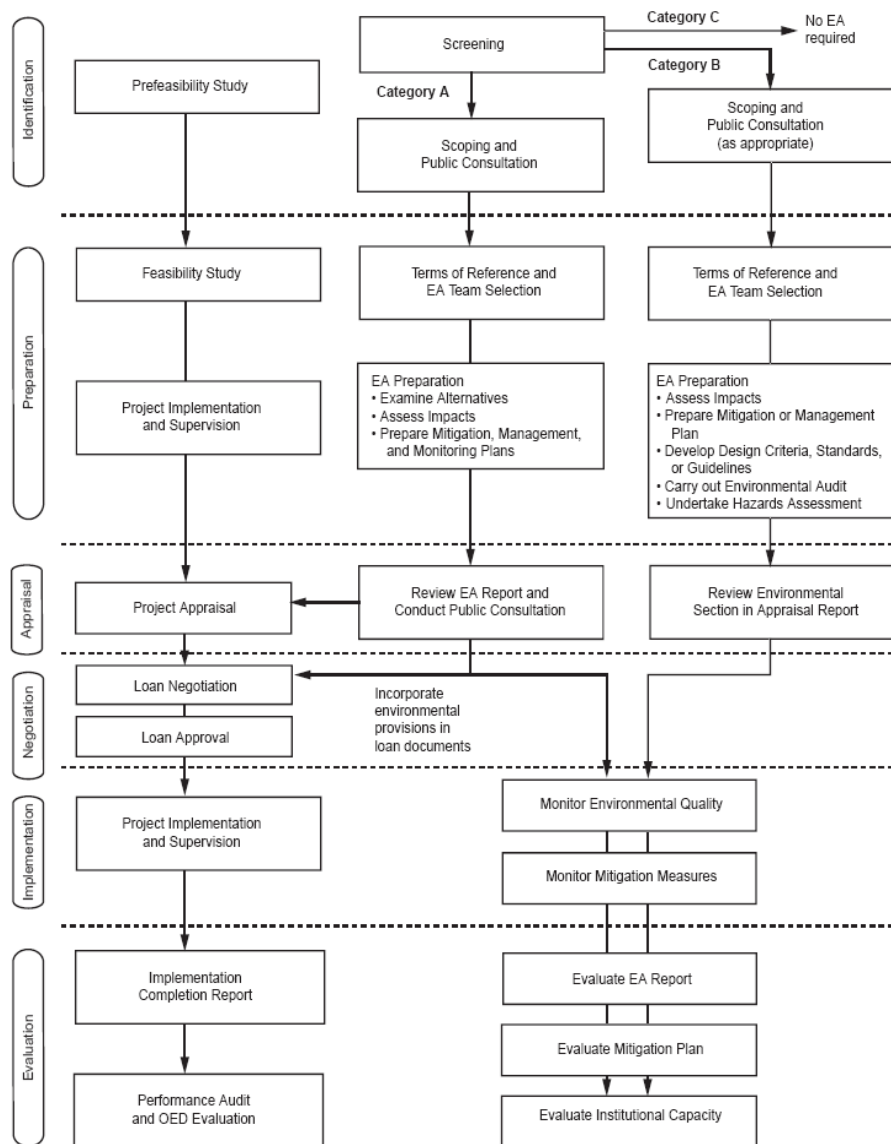 Identification
Prefeasibility Study
Screening
Category C
No EA
required
Category B
Category A
Scoping and
Public Consultation
Scoping and
Public Consultation
(as appropriate)
Preparation
Feasibility Study
Terms of Reference and
EA Team Selection
Terms of Reference and
EA Team Selection
Project Implementation
and Supervision
EA Preparation
• Examine Alternatives
• Assess Impacts
• Prepare Mitigation, Management,
and Monitoring Plans
EA Preparation
• Assess Impacts
• Prepare Mitigation or Management
Plan
• Develop Design Criteria, Standards,
or Guidelines
• Carry out Environmental Audit
• Undertake Hazards Assessment
Appraisal
Project Appraisal
Review EA Report and
Conduct Public Consultation
Review Environmental
Section in Appraisal Report
Negotiation
Loan Negotiation
Loan Approval
Incorporate
environmental
provisions in
loan documents
Implementation
Project Implementation
and Supervision
Monitor Environmental Quality
Monitor Mitigation Measures
Evaluation
Implementation
Completion Report
Performance Audit
and OED Evaluation
Evaluate EA Report
Evaluate Mitigation Plan
Evaluate Institutional Capacity